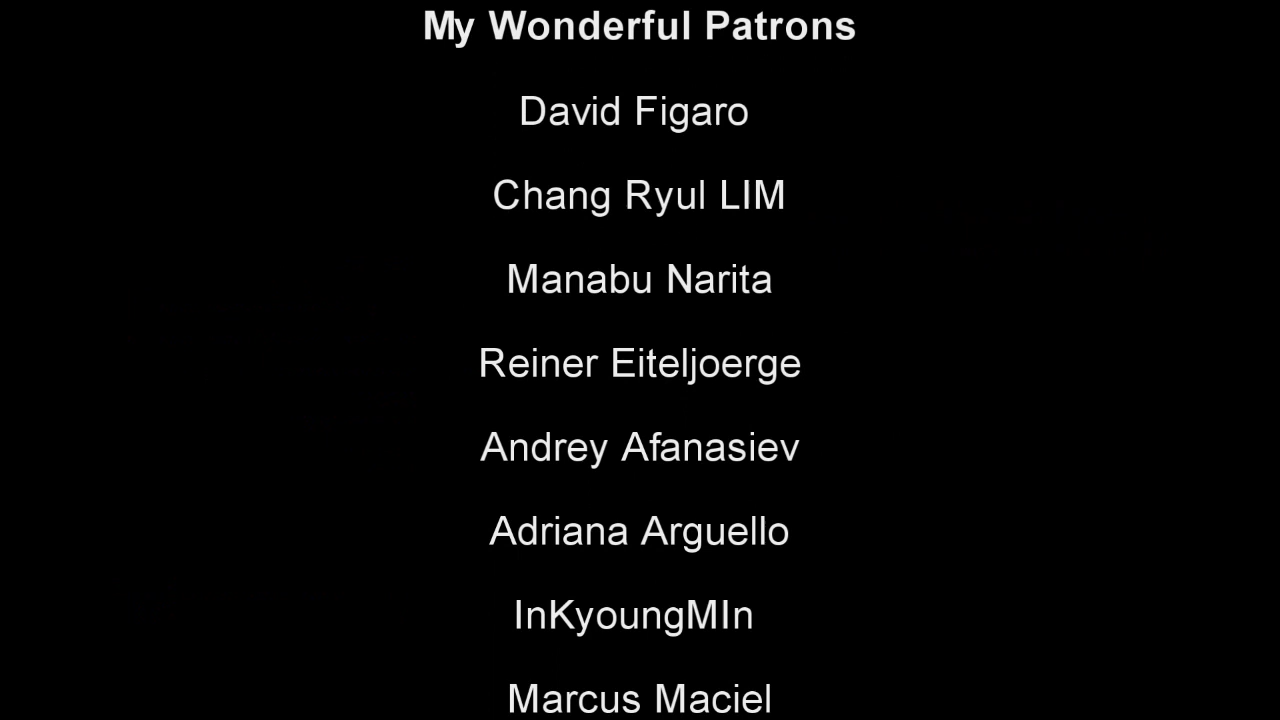 My Wonderful Patrons
David Figaro
Chang Ryul LIM
Manabu Narita
Reiner Eiteljoerge
Andrey Afanasiev
Adriana Arguello
InKyoungMIn
Marcus Maciel